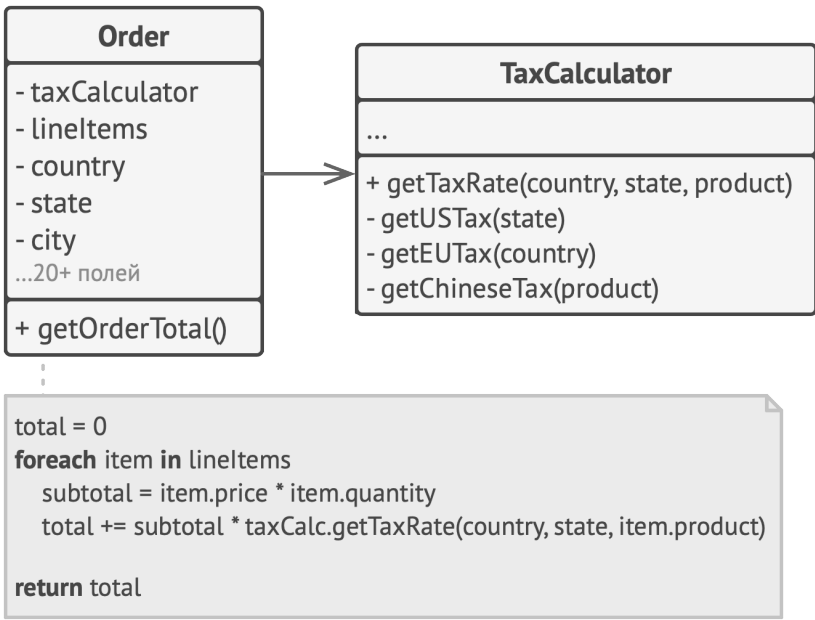 Order
- taxCalculator
- lineItems
- country
- state
- city
...20+ полей
+ getOrderTotal()
TaxCalculator
...
+ getTaxRate(country, state, product)
- getUSTax(state)
- getEUTax(country)
- getChineseTax(product)
total = 0
foreach item in lineItems
subtotal = item.price * item.quantity
total += subtotal * taxCalc.getTaxRate(country, state, item.product)
return total